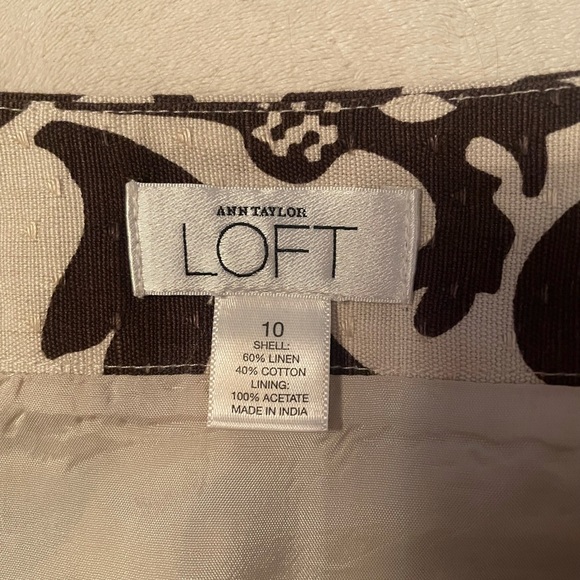 ANN TAYLOR
LOFT
10
SHELL:
60% LINEN
40% COTTON
LINING:
100% ACETATE
MADE IN INDIA